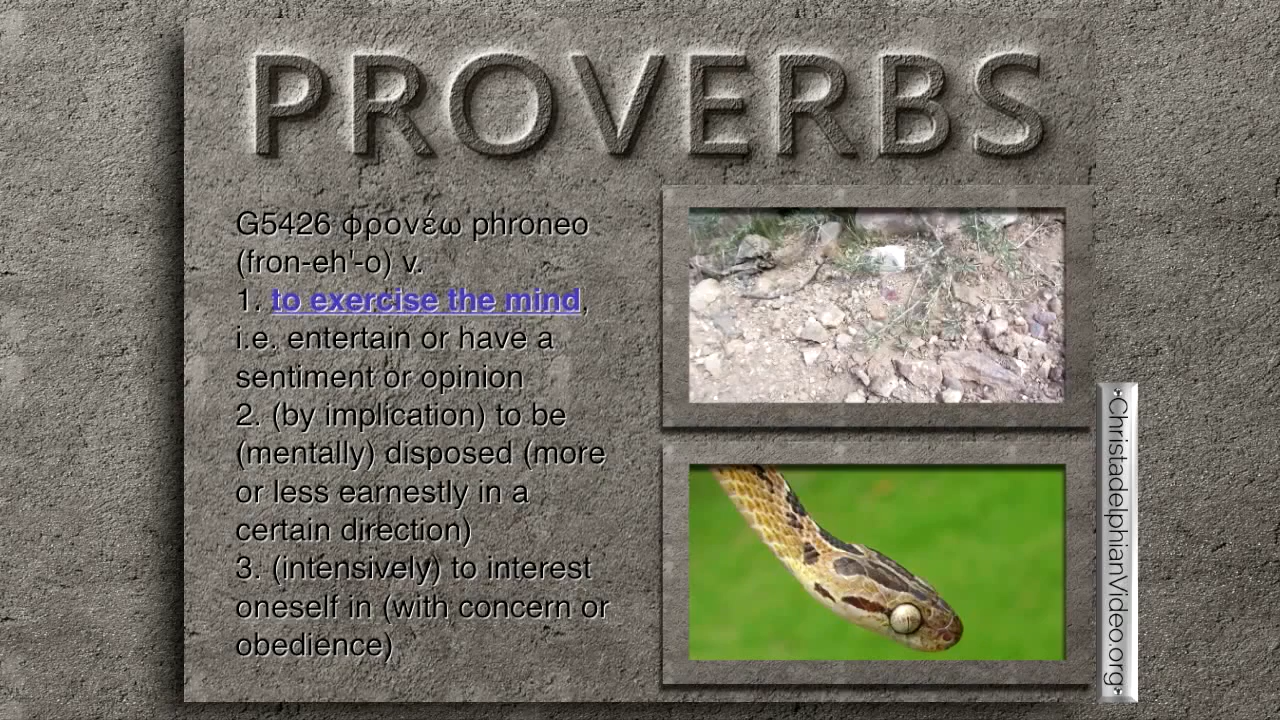 PROVERBS
G5426 φρονέω phroneo
(fron-eh'-o) v.
1. to exercise the mind,
i.e. entertain or have a
sentiment or opinion
2. (by implication) to be
(mentally) disposed (more
or less earnestly in a
certain direction)
3. (intensively) to interest
oneself in (with concern or
obedience)
ChristadelphianVideo.org